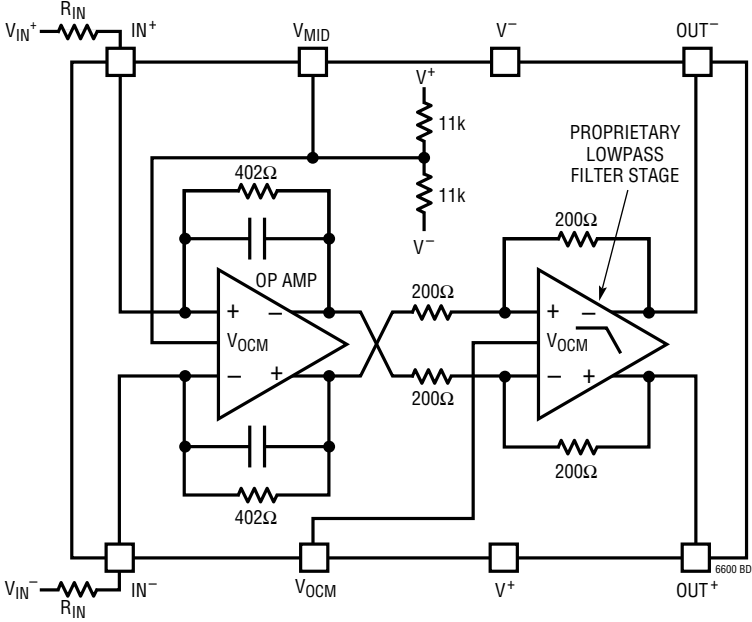 R_IN
V_IN⁺
IN⁺
V_MID
V⁻
OUT⁻
V⁺
11k
PROPRIETARY
LOWPASS
FILTER STAGE
402Ω
11k
V⁻
200Ω
OP AMP
200Ω
+ −
+ −
V_OCM
V_OCM
− +
− +
200Ω
200Ω
402Ω
6600 BD
V_IN⁻
IN⁻
V_OCM
V⁺
OUT⁺
R_IN